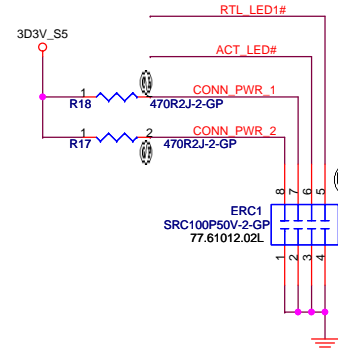 RTL_LED1#
3D3V_S5
ACT_LED#
1 2 CONN_PWR_1
R18 470R2J-2-GP
1 2 CONN_PWR_2
R17 470R2J-2-GP
8 7 6 5
ERC1
SRC100P50V-2-GP
77.61012.02L
1 2 3 4